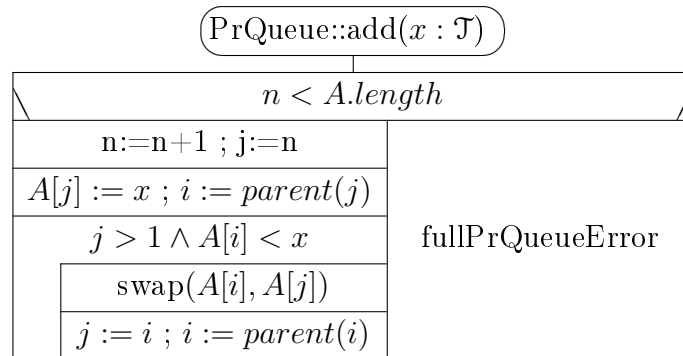 PrQueue::add(x : 𝒯)
n < A.length
n:=n+1 ; j:=n
A[j] := x ; i := parent(j)
j > 1 ∧ A[i] < x
swap(A[i], A[j])
j := i ; i := parent(i)
fullPrQueueError